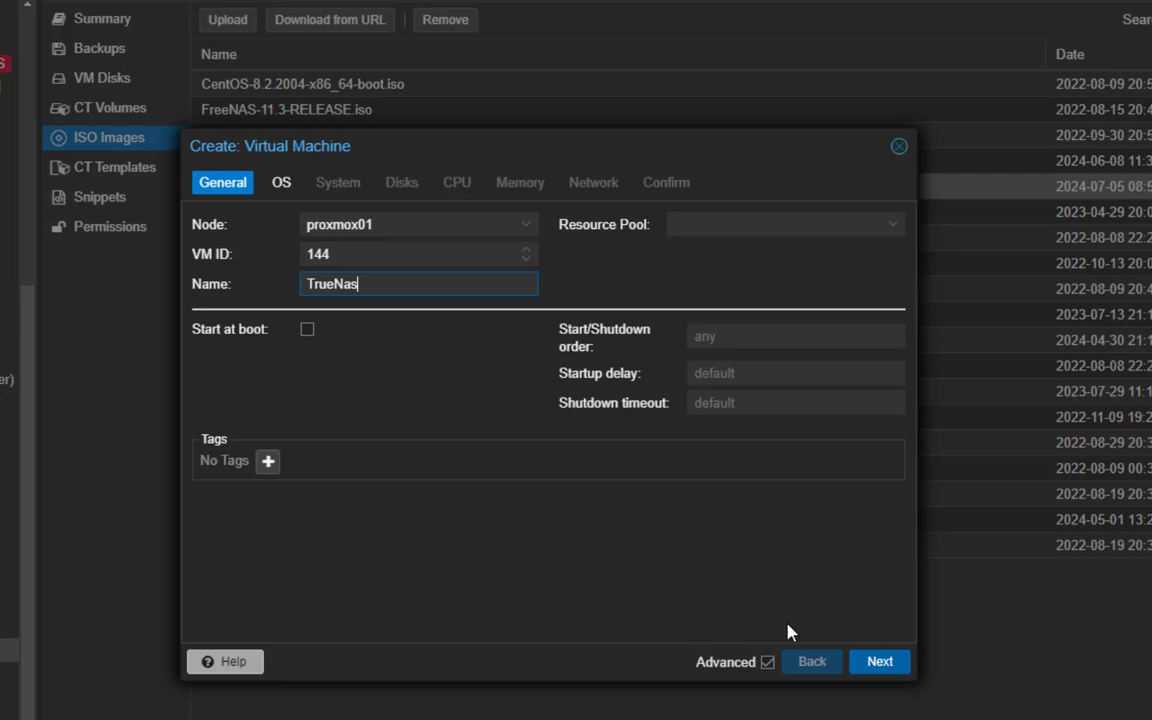 Summary
Backups
VM Disks
CT Volumes
ISO Images
CT Templates
Snippets
Permissions
Upload Download from URL Remove
Name Date
CentOS-8.2.2004-x86_64-boot.iso 2022-08-09 20:5
FreeNAS-11.3-RELEASE.iso 2022-08-15 20:4
2022-09-30 20:5
2024-06-08 11:3
2024-07-05 08:5
2023-04-29 20:0
2022-08-08 22:2
2022-10-13 20:0
2022-08-09 20:4
2023-07-13 21:1
2024-04-30 21:1
2022-08-08 22:2
2023-07-29 11:1
2022-11-09 19:2
2022-08-29 20:3
2022-08-09 00:3
2022-08-19 20:3
2024-05-01 13:2
2022-08-19 20:3
Create: Virtual Machine
General OS System Disks CPU Memory Network Confirm
Node: proxmox01 Resource Pool:
VM ID: 144
Name: TrueNas
Start at boot: Start/Shutdown
order: any
Startup delay: default
Shutdown timeout: default
Tags
No Tags
Help Advanced Back Next